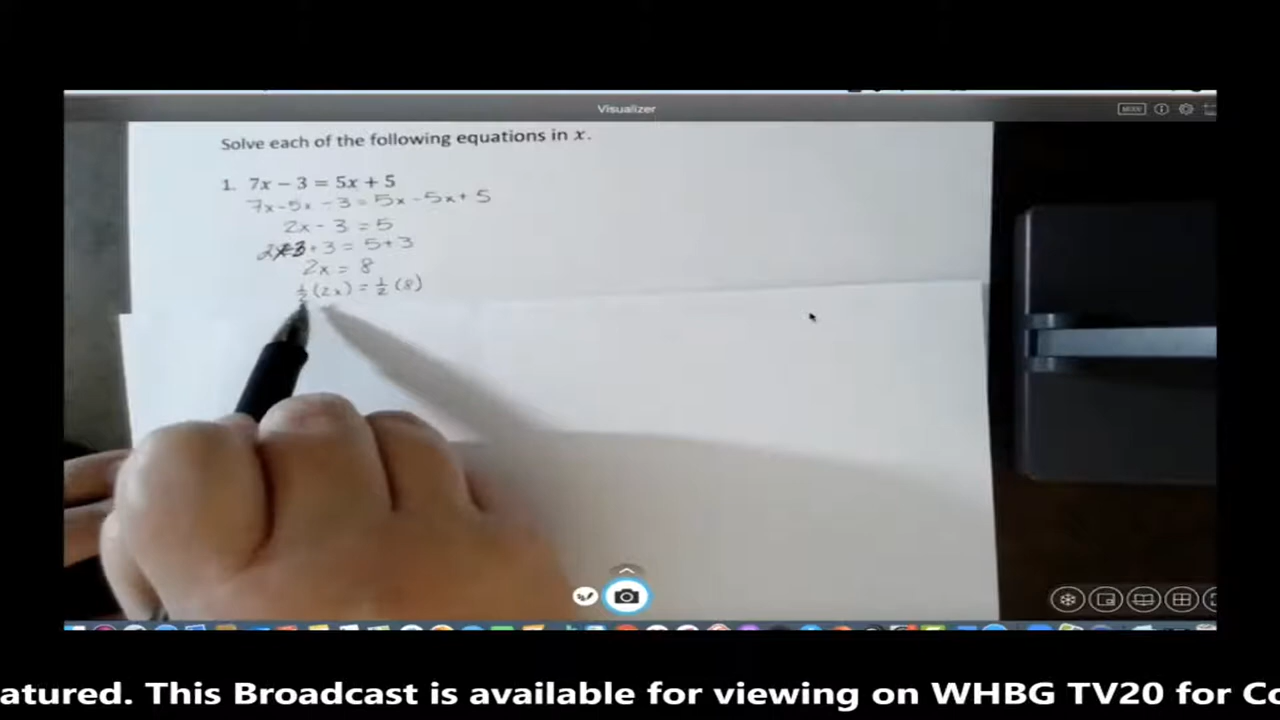 Visualizer
MODE
Solve each of the following equations in x.
1. 7x − 3 = 5x + 5
7x-5x - 3 = 5x - 5x + 5
2x - 3 = 5
+ 3 = 5+3
2x = 8
½ (2x) = ½ (8)
atured. This Broadcast is available for viewing on WHBG TV20 for Co